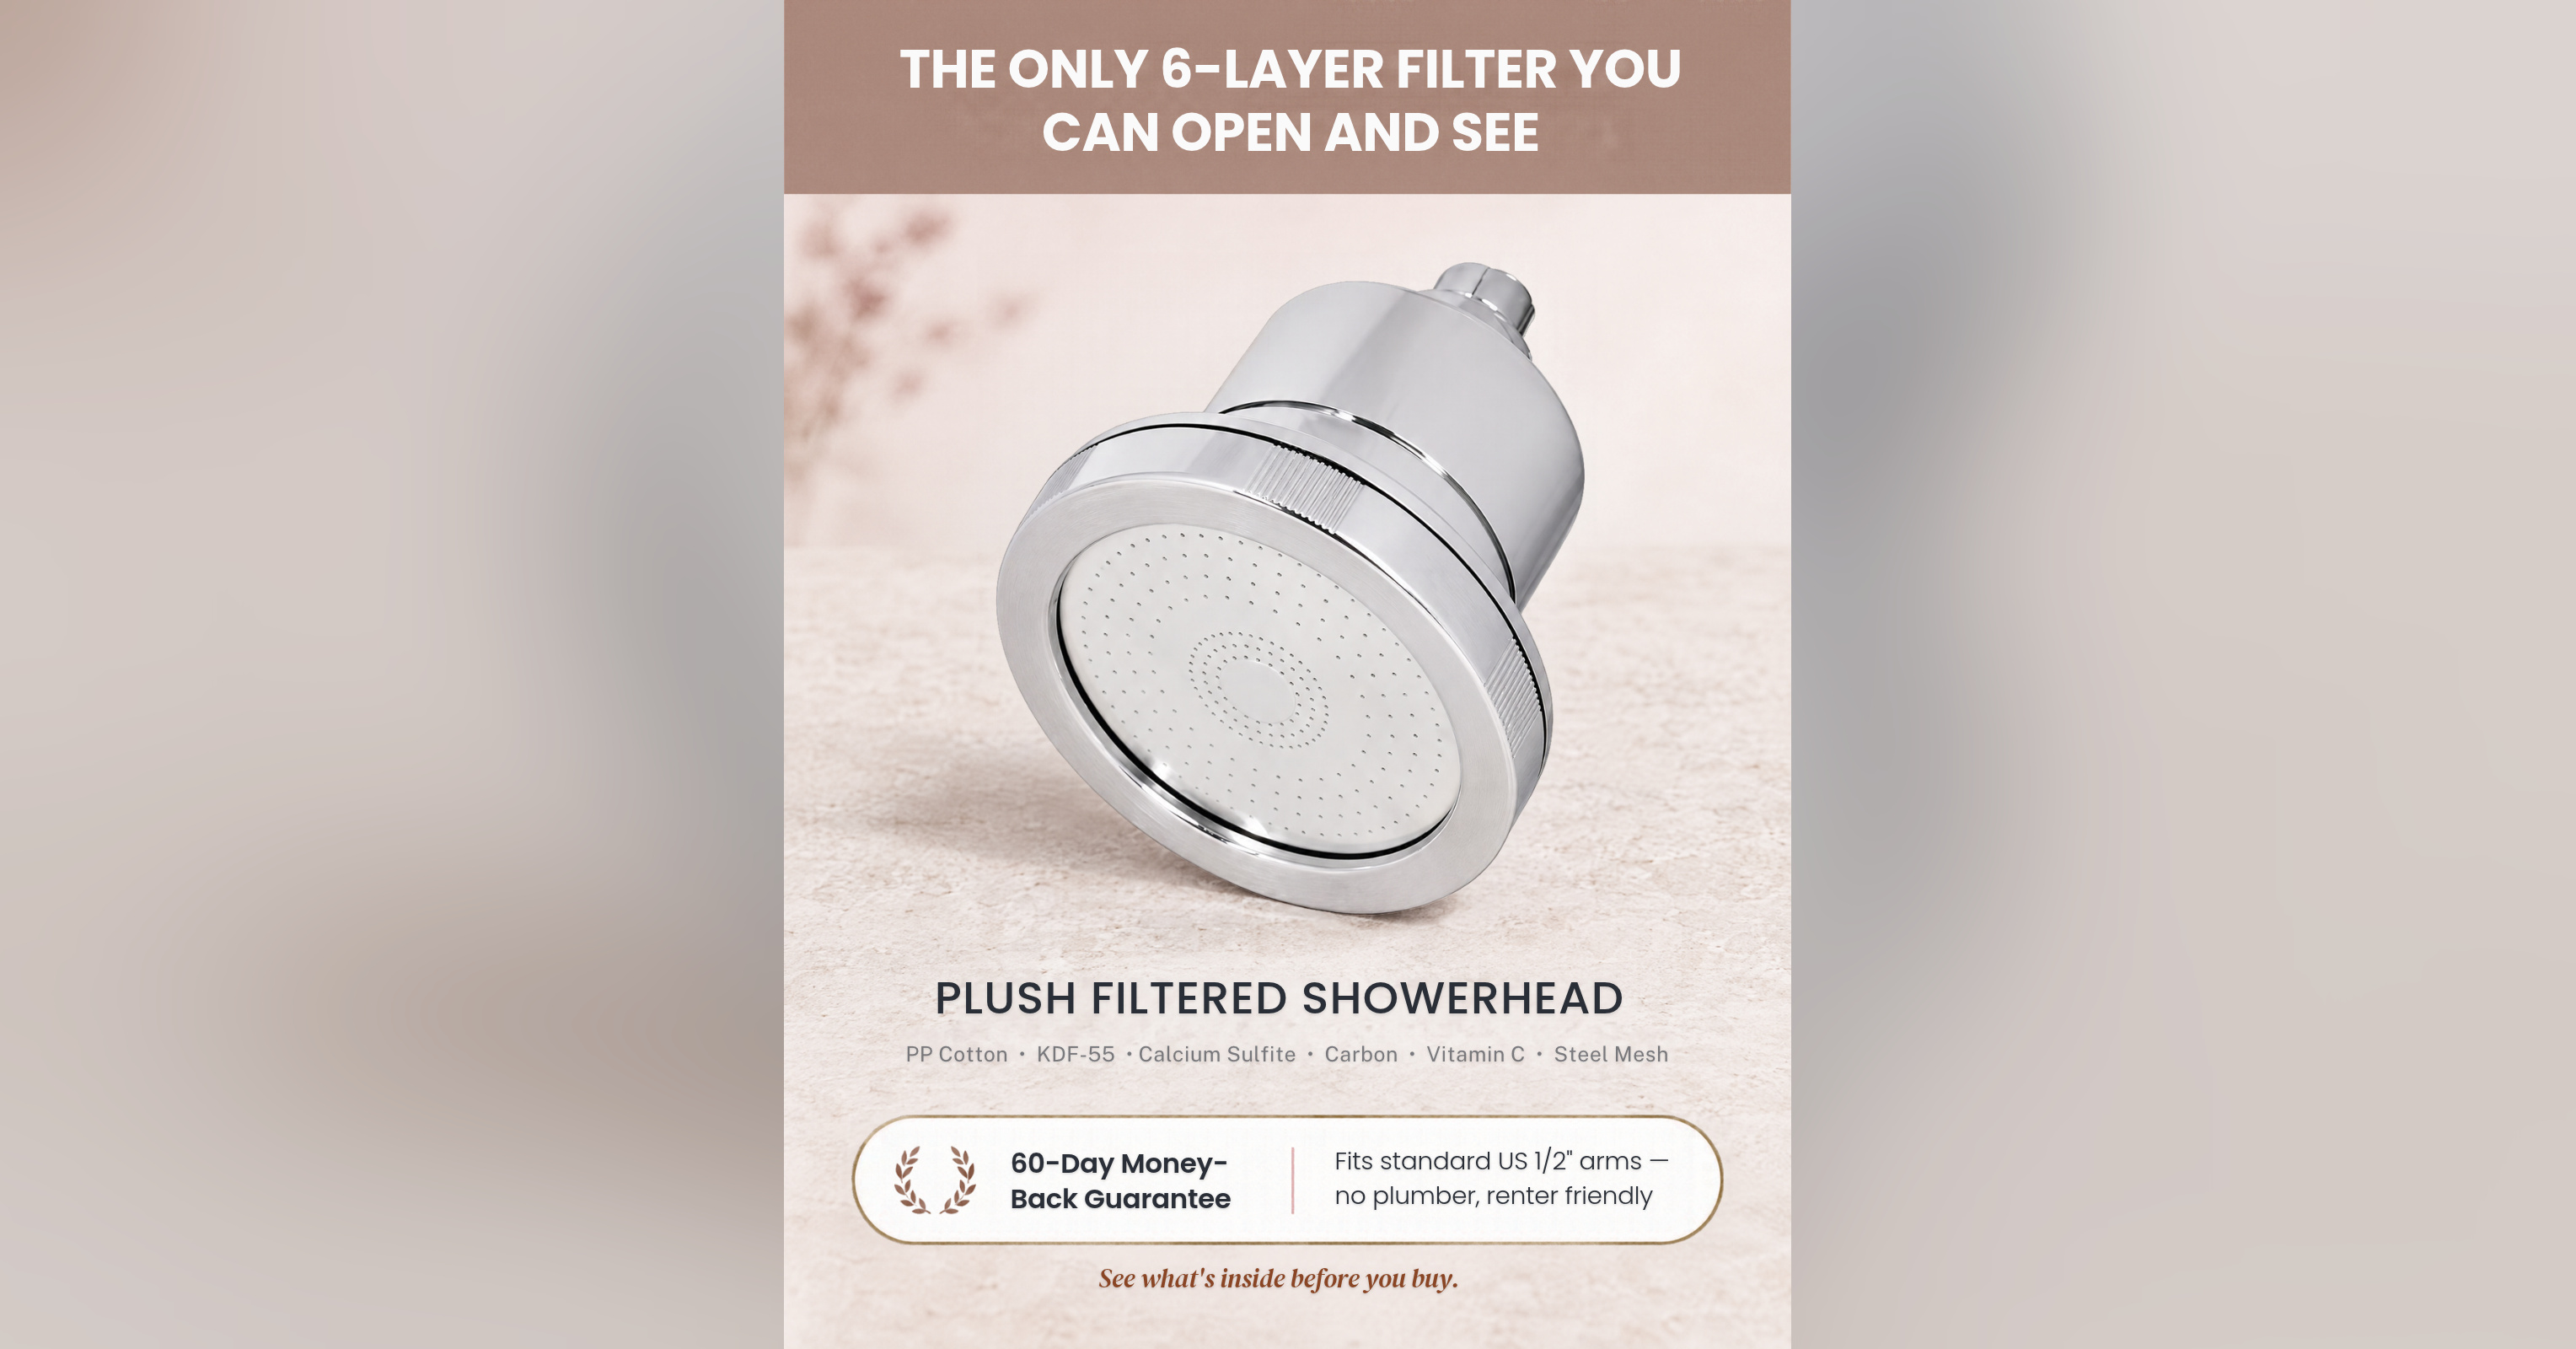 THE ONLY 6-LAYER FILTER YOU
CAN OPEN AND SEE
PLUSH FILTERED SHOWERHEAD
PP Cotton • KDF-55 • Calcium Sulfite • Carbon • Vitamin C • Steel Mesh
60-Day Money-
Back Guarantee
Fits standard US 1/2" arms —
no plumber, renter friendly
See what's inside before you buy.